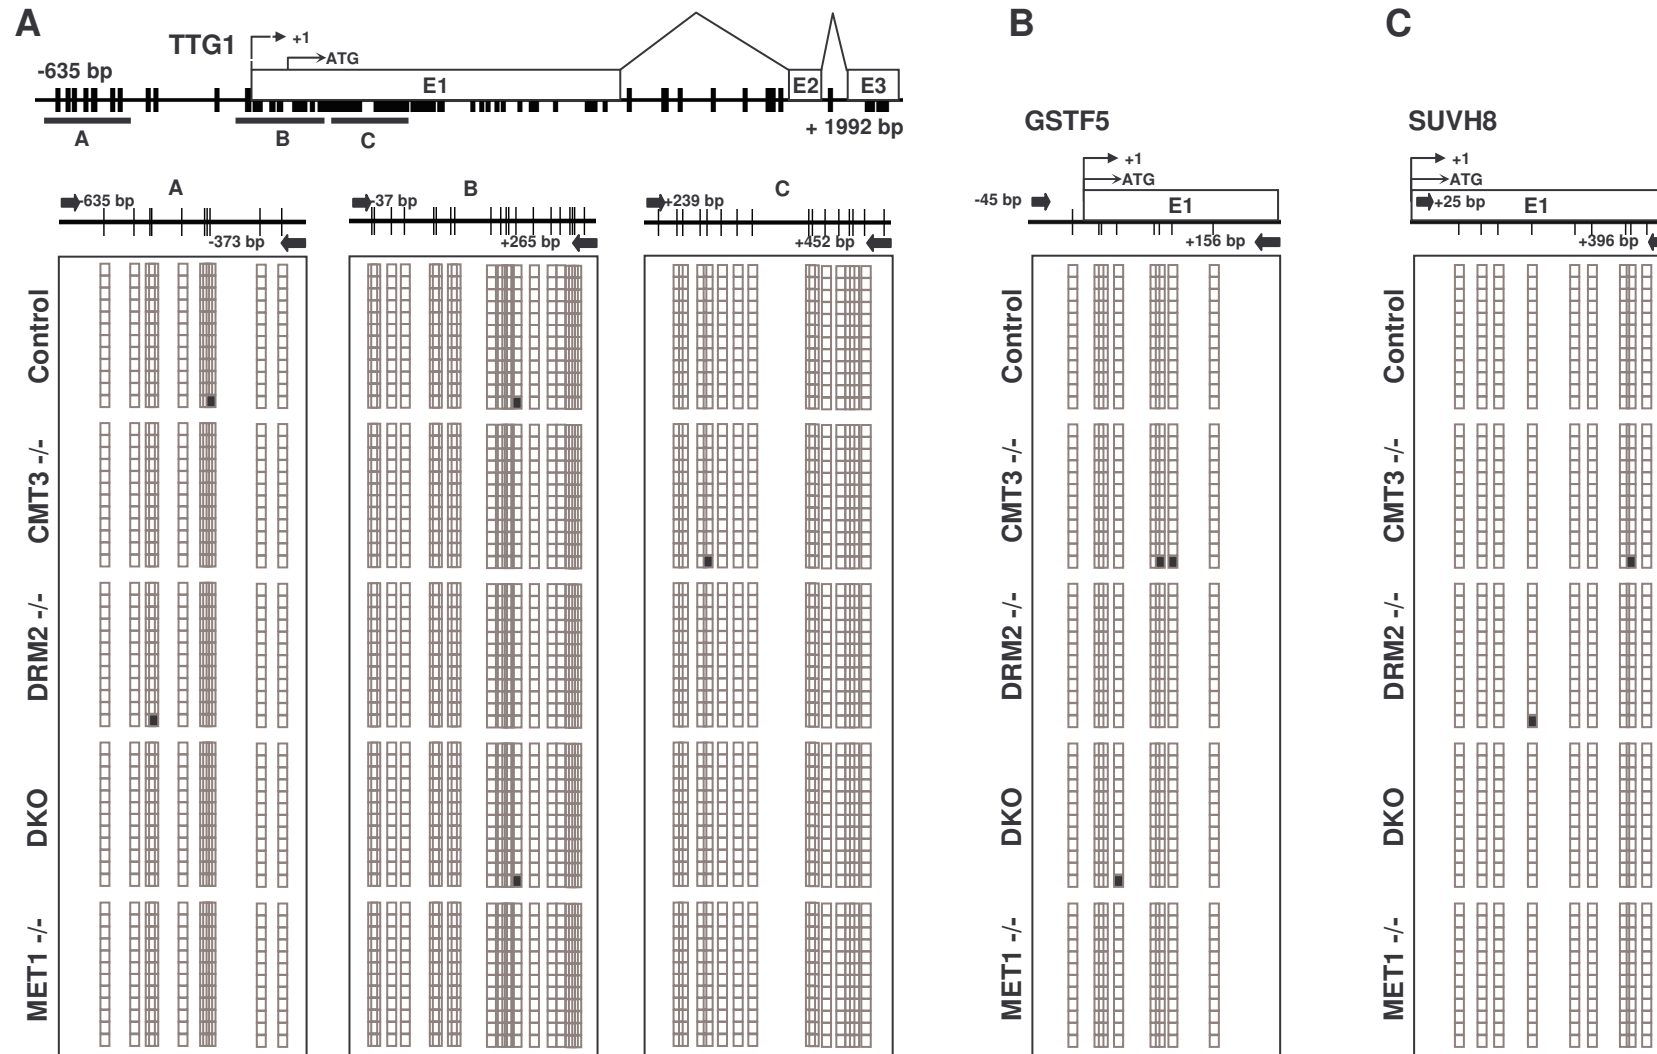 A
TTG1
+1
ATG
-635 bp
E1
E2
E3
+ 1992 bp
A
B
C
A
-635 bp
-373 bp
B
-37 bp
+265 bp
C
+239 bp
+452 bp
Control
CMT3 -/-
DRM2 -/-
DKO
MET1 -/-
B
GSTF5
+1
ATG
-45 bp
E1
+156 bp
Control
CMT3 -/-
DRM2 -/-
DKO
MET1 -/-
C
SUVH8
+1
ATG
+25 bp
E1
+396 bp
Control
CMT3 -/-
DRM2 -/-
DKO
MET1 -/-